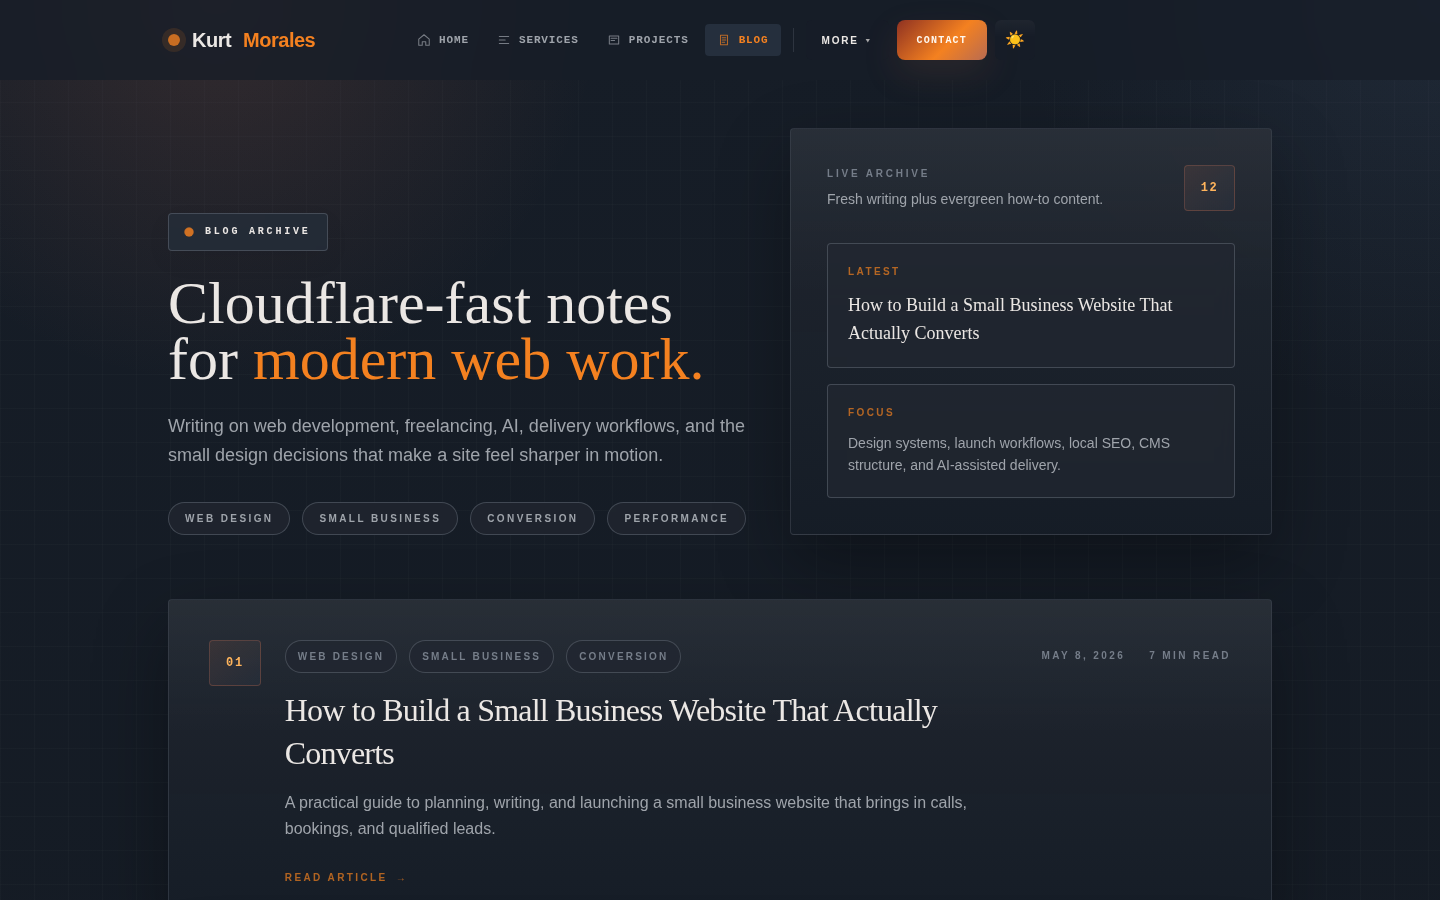 Kurt Morales
HOME
SERVICES
PROJECTS
BLOG
MORE
CONTACT
BLOG ARCHIVE
Cloudflare-fast notes
for modern web work.
Writing on web development, freelancing, AI, delivery workflows, and the
small design decisions that make a site feel sharper in motion.
WEB DESIGN
SMALL BUSINESS
CONVERSION
PERFORMANCE
LIVE ARCHIVE
Fresh writing plus evergreen how-to content.
12
LATEST
How to Build a Small Business Website That
Actually Converts
FOCUS
Design systems, launch workflows, local SEO, CMS
structure, and AI-assisted delivery.
01
WEB DESIGN
SMALL BUSINESS
CONVERSION
MAY 8, 2026
7 MIN READ
How to Build a Small Business Website That Actually
Converts
A practical guide to planning, writing, and launching a small business website that brings in calls,
bookings, and qualified leads.
READ ARTICLE →